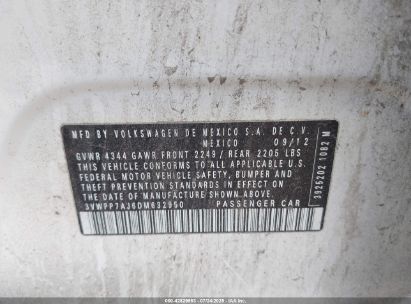 MFD BY VOLKSWAGEN DE MEXICO S.A. DE C.V.
MEXICO 09/12
GVWR 4344 GAWR FRONT 2249 / REAR 2205 LBS
THIS VEHICLE CONFORMS TO ALL APPLICABLE U.S.
FEDERAL MOTOR VEHICLE SAFETY, BUMPER AND
THEFT PREVENTION STANDARDS IN EFFECT ON
THE DATE OF MANUFACTURE SHOWN ABOVE.
3VWPP7AJ6DM632950 PASSENGER CAR
3925202 1082 M